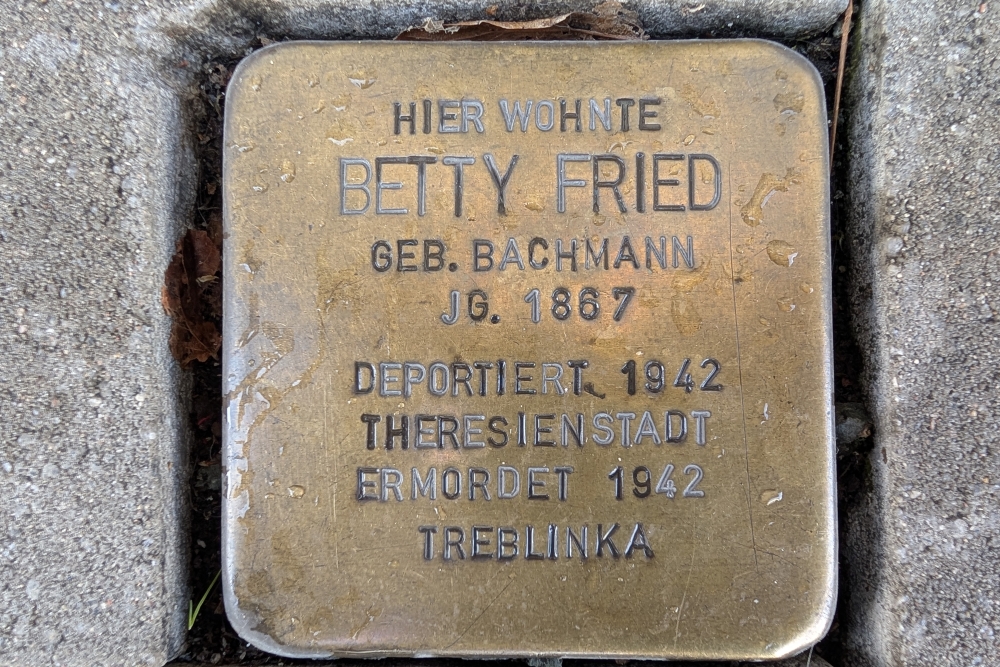 HIER WOHNTE
BETTY FRIED
GEB. BACHMANN
JG. 1867
DEPORTIERT 1942
THERESIENSTADT
ERMORDET 1942
TREBLINKA